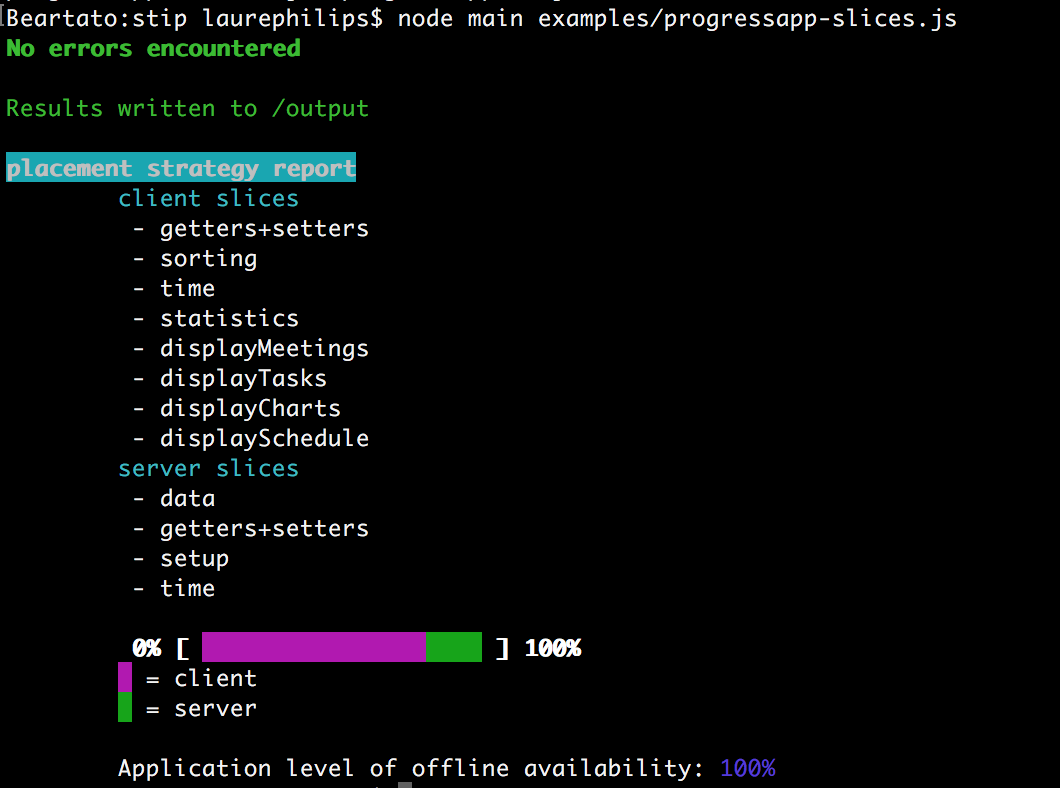 Beartato:stip laurephilips$ node main examples/progressapp-slices.js
No errors encountered
Results written to /output
placement strategy report
client slices
- getters+setters
- sorting
- time
- statistics
- displayMeetings
- displayTasks
- displayCharts
- displaySchedule
server slices
- data
- getters+setters
- setup
- time
0% [ ] 100%
= client
= server
Application level of offline availability: 100%